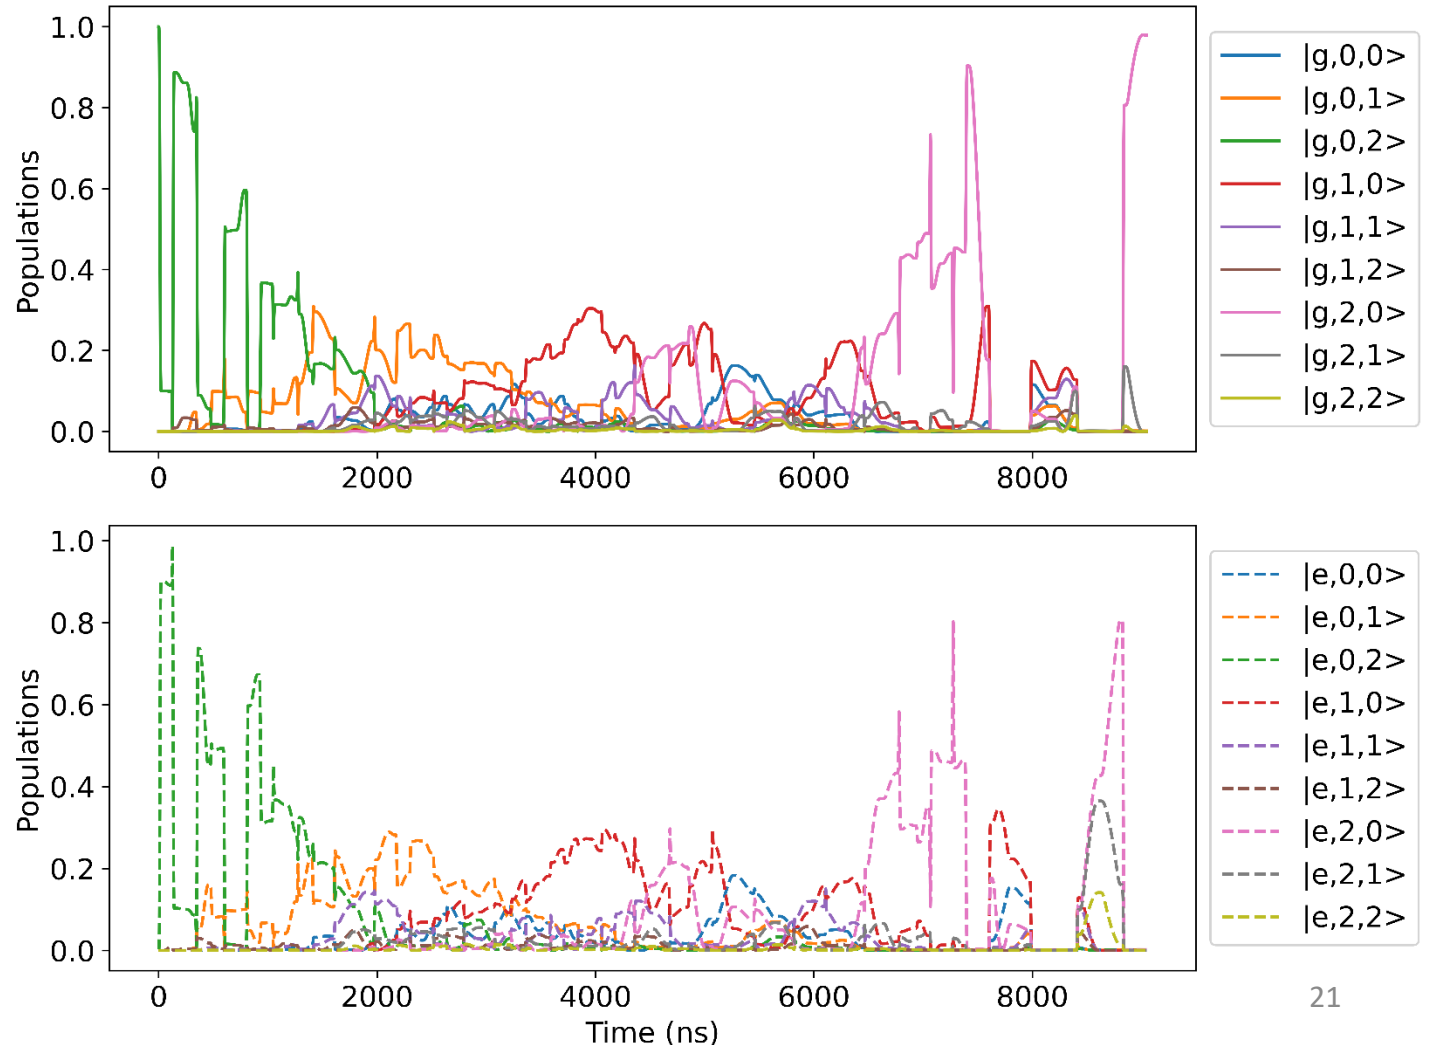 1.0
0.8
0.6
0.4
0.2
0.0
Populations
0
2000
4000
6000
8000
|g,0,0>
|g,0,1>
|g,0,2>
|g,1,0>
|g,1,1>
|g,1,2>
|g,2,0>
|g,2,1>
|g,2,2>
1.0
0.8
0.6
0.4
0.2
0.0
Populations
0
2000
4000
6000
8000
Time (ns)
|e,0,0>
|e,0,1>
|e,0,2>
|e,1,0>
|e,1,1>
|e,1,2>
|e,2,0>
|e,2,1>
|e,2,2>
21